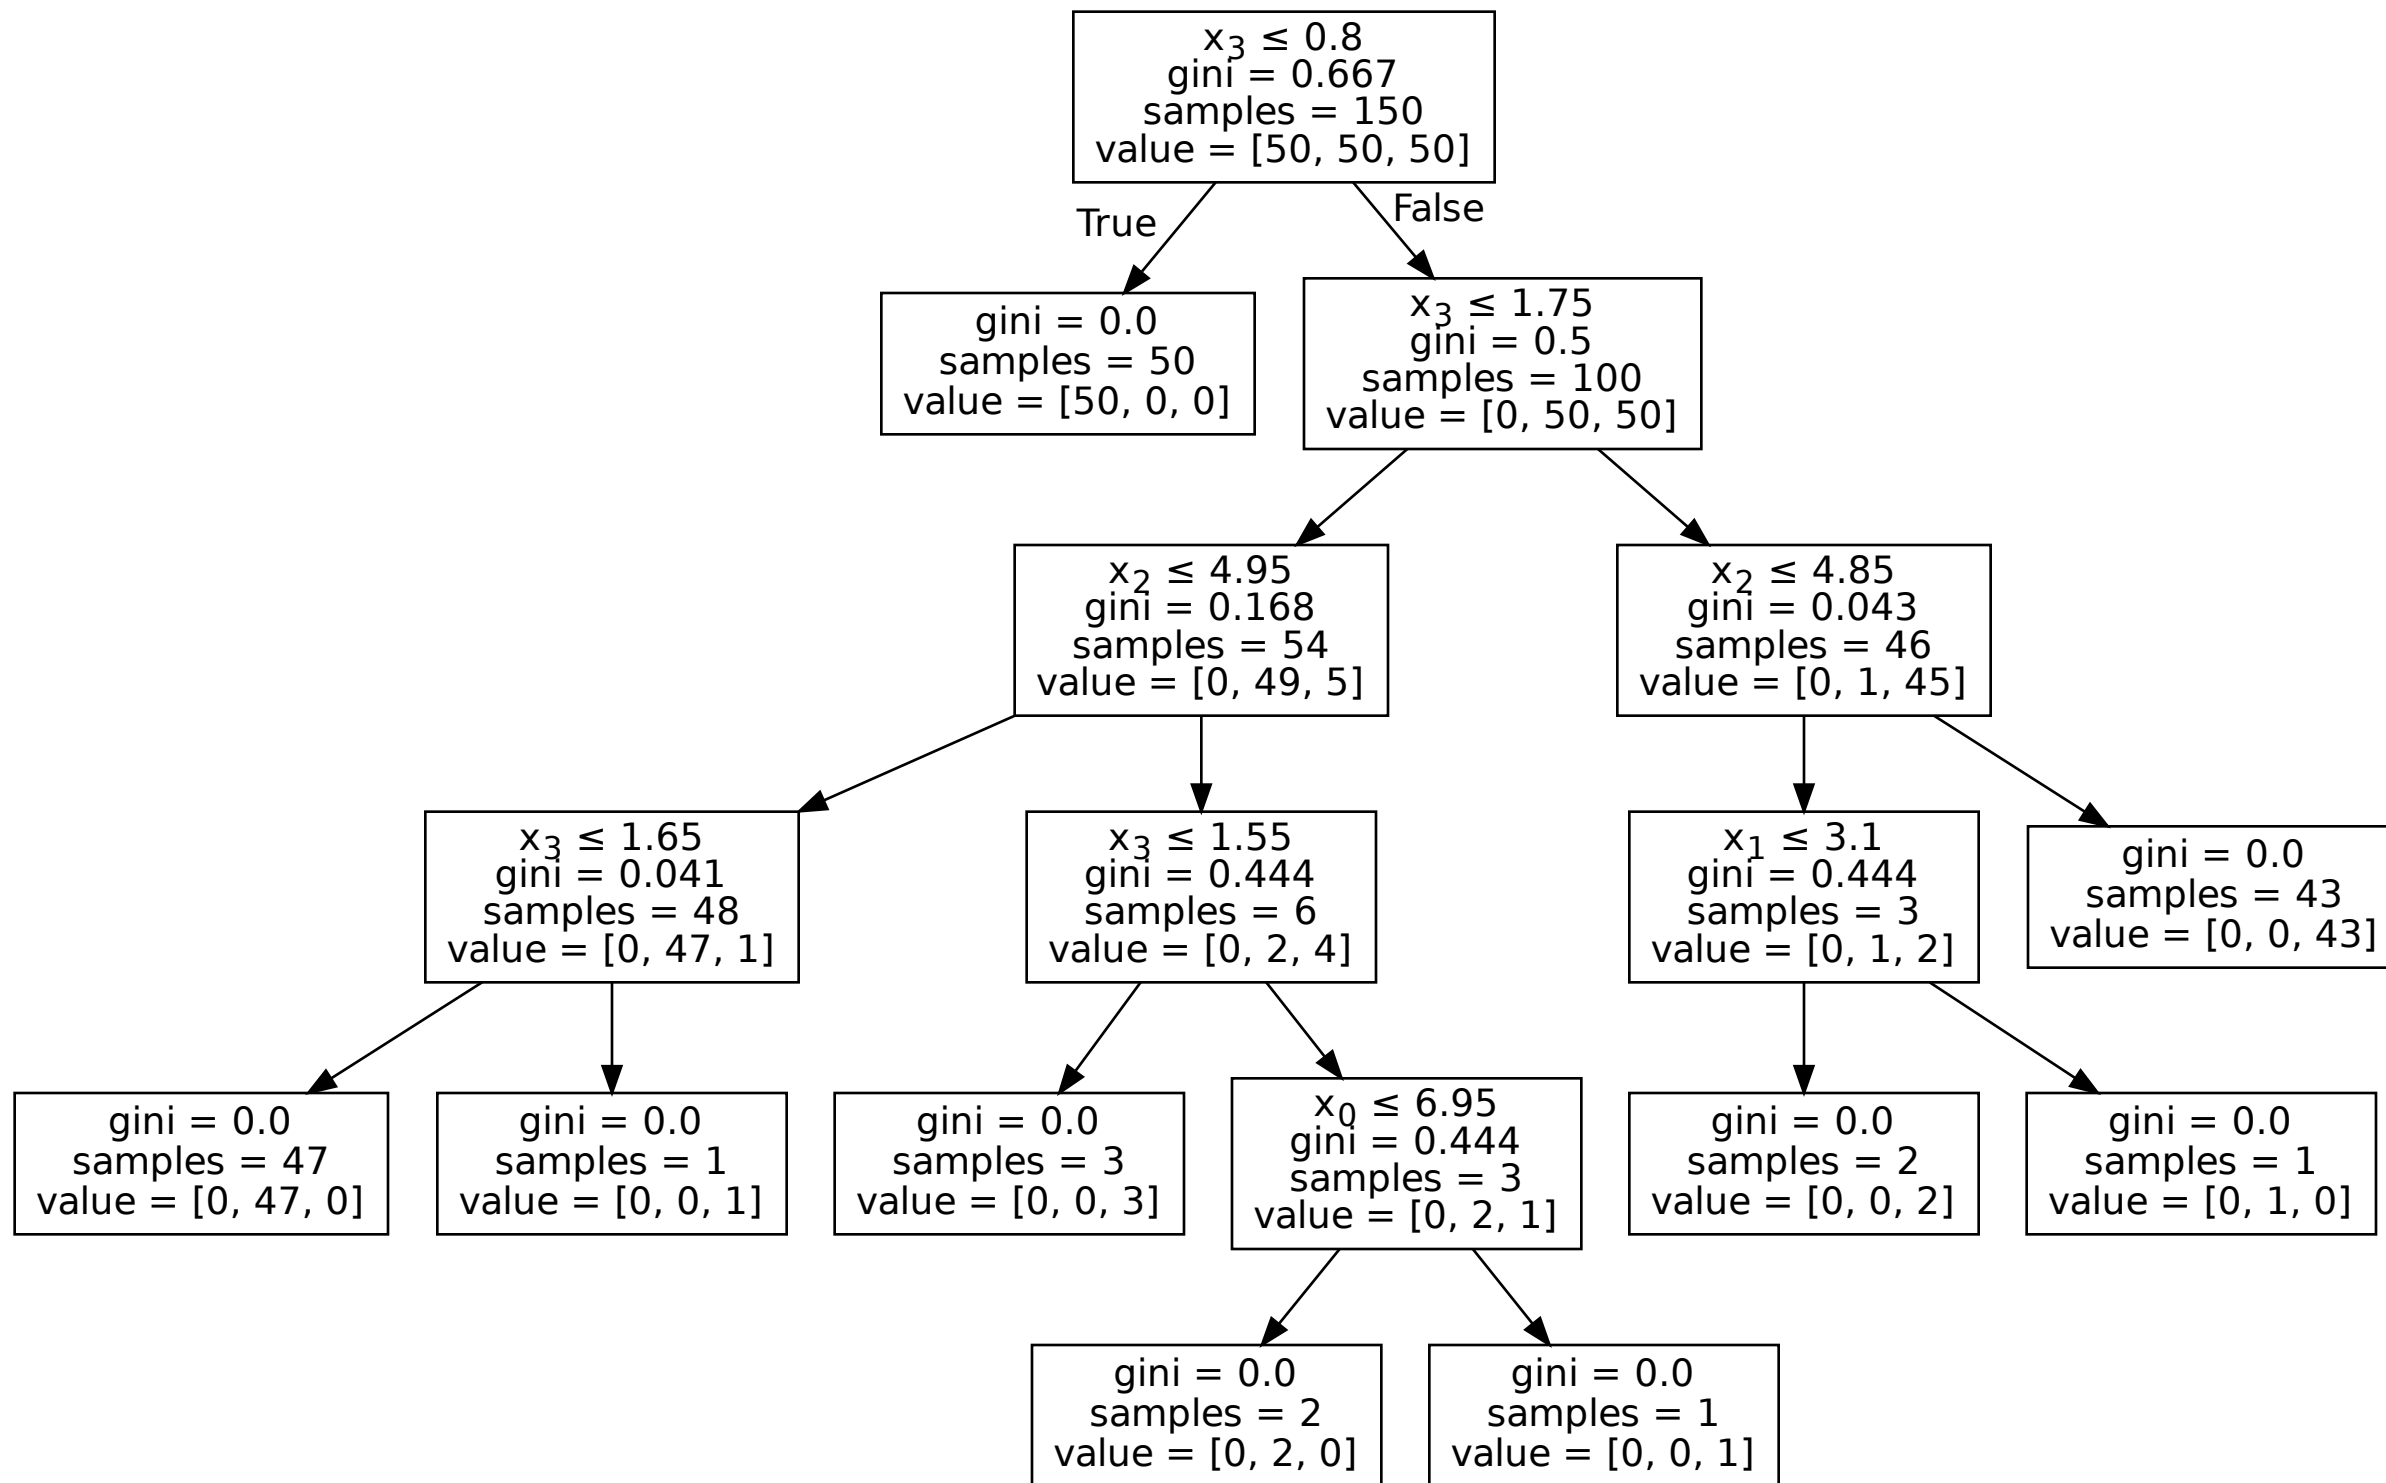 x₃ ≤ 0.8
gini = 0.667
samples = 150
value = [50, 50, 50]
True
False
gini = 0.0
samples = 50
value = [50, 0, 0]
x₃ ≤ 1.75
gini = 0.5
samples = 100
value = [0, 50, 50]
x₂ ≤ 4.95
gini = 0.168
samples = 54
value = [0, 49, 5]
x₂ ≤ 4.85
gini = 0.043
samples = 46
value = [0, 1, 45]
x₃ ≤ 1.65
gini = 0.041
samples = 48
value = [0, 47, 1]
x₃ ≤ 1.55
gini = 0.444
samples = 6
value = [0, 2, 4]
x₁ ≤ 3.1
gini = 0.444
samples = 3
value = [0, 1, 2]
gini = 0.0
samples = 43
value = [0, 0, 43]
gini = 0.0
samples = 47
value = [0, 47, 0]
gini = 0.0
samples = 1
value = [0, 0, 1]
gini = 0.0
samples = 3
value = [0, 0, 3]
x₀ ≤ 6.95
gini = 0.444
samples = 3
value = [0, 2, 1]
gini = 0.0
samples = 2
value = [0, 0, 2]
gini = 0.0
samples = 1
value = [0, 1, 0]
gini = 0.0
samples = 2
value = [0, 2, 0]
gini = 0.0
samples = 1
value = [0, 0, 1]